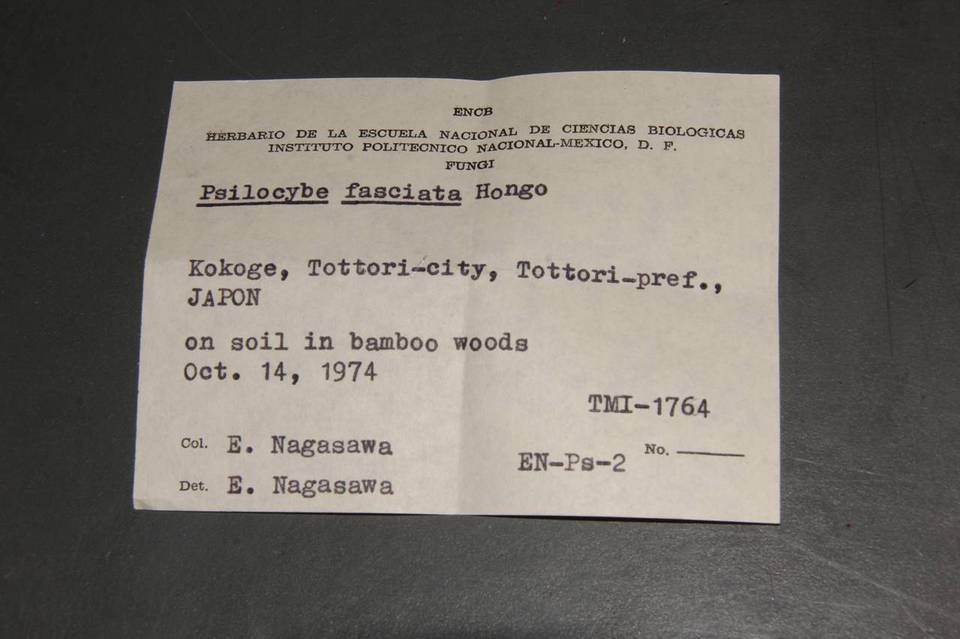 ENCB
HERBARIO DE LA ESCUELA NACIONAL DE CIENCIAS BIOLOGICAS
INSTITUTO POLITECNICO NACIONAL-MEXICO, D. F.
FUNGI
Psilocybe fasciata Hongo
Kokoge, Tottori-city, Tottori-pref.,
JAPON
on soil in bamboo woods
Oct. 14, 1974
TMI-1764
Col. E. Nagasawa
EN-Ps-2 No.
Det. E. Nagasawa